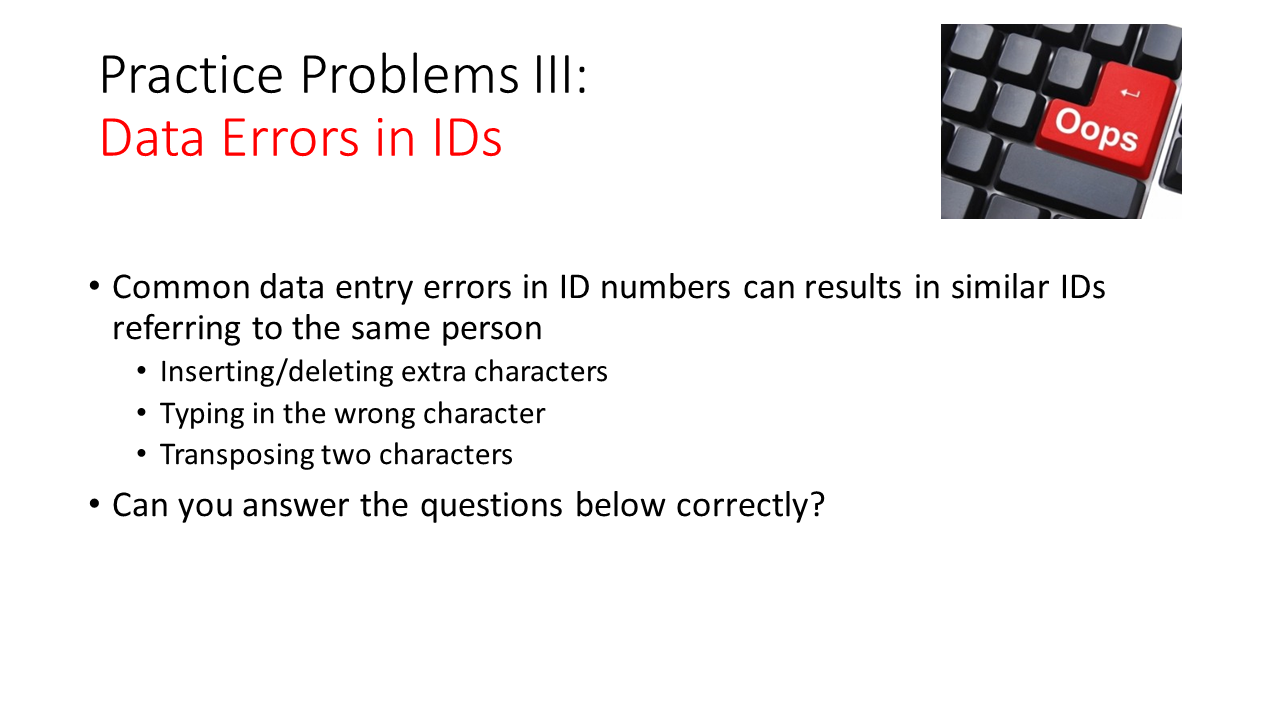 Practice Problems III:
Data Errors in IDs
Oops
• Common data entry errors in ID numbers can results in similar IDs
referring to the same person
• Inserting/deleting extra characters
• Typing in the wrong character
• Transposing two characters
• Can you answer the questions below correctly?